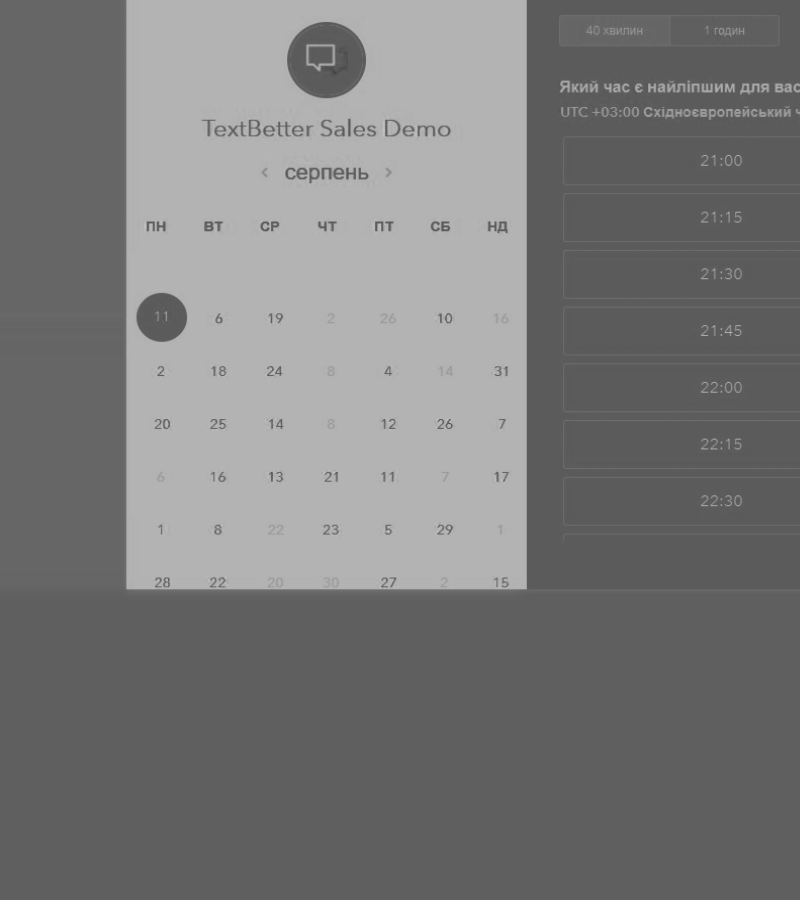 TextBetter Sales Demo
серпень
ПН ВТ СР ЧТ ПТ СБ НД
11 6 19 2 26 10 16
2 18 24 8 4 14 31
20 25 14 8 12 26 7
6 16 13 21 11 7 17
1 8 22 23 5 29 1
28 22 20 30 27 2 15
40 хвилин 1 годин
Який час є найліпшим для вас
UTC +03:00 Східноєвропейський ч
21:00
21:15
21:30
21:45
22:00
22:15
22:30